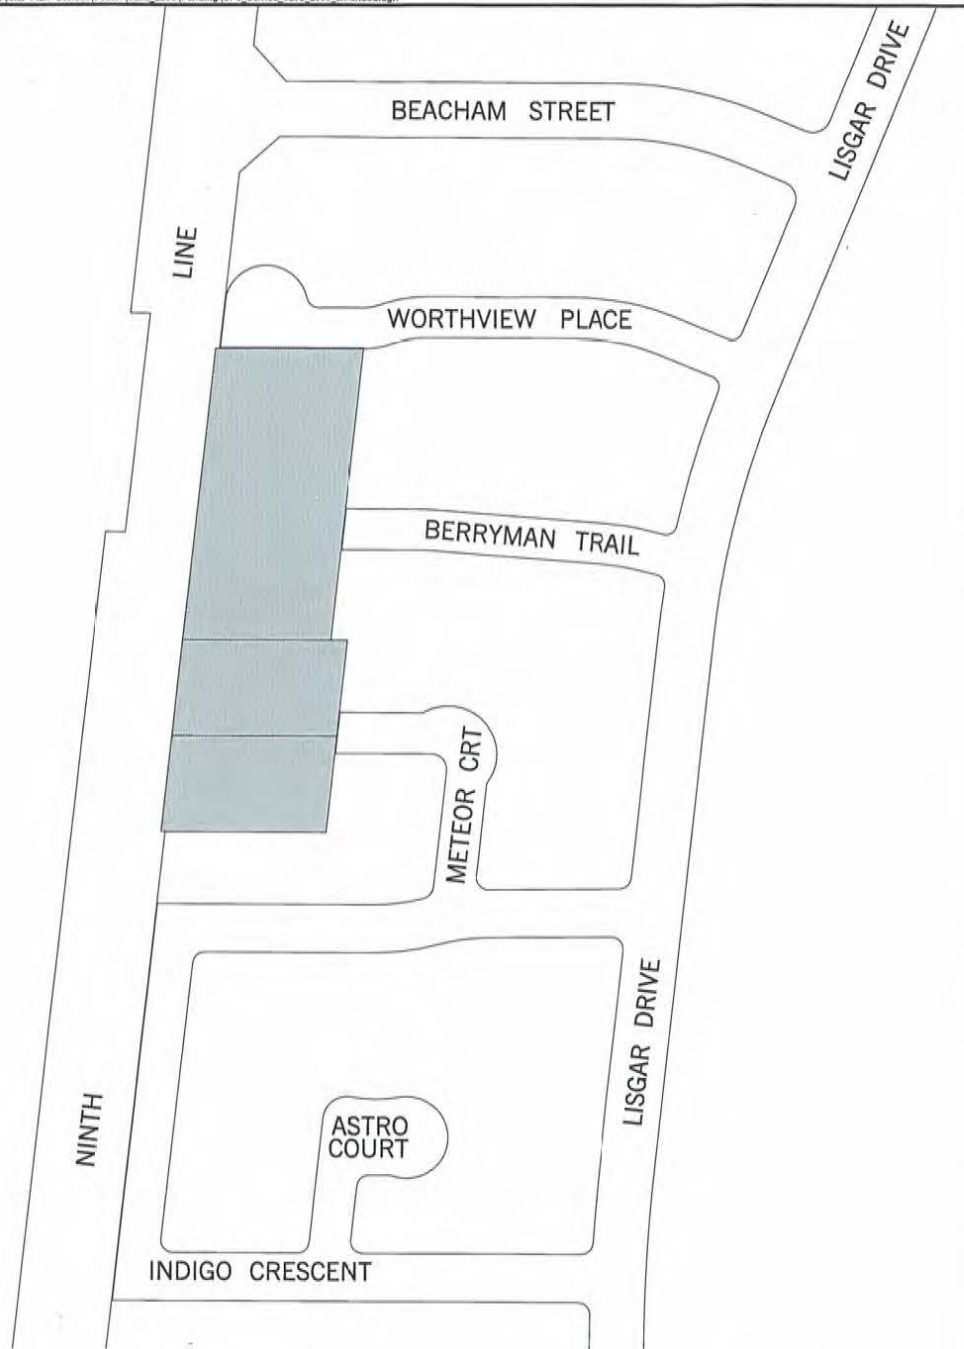 BEACHAM STREET
LISGAR DRIVE
LINE
WORTHVIEW PLACE
BERRYMAN TRAIL
METEOR CRT
LISGAR DRIVE
NINTH
ASTRO
COURT
INDIGO CRESCENT